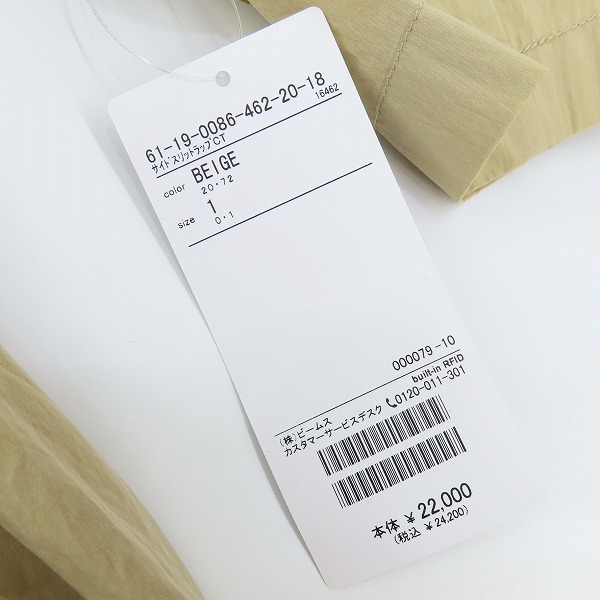 61-19-0086-462-20-18
16462
サイドスリットラップCT
color BEIGE
20・72
size 1
0・1
000079-10
built-in RFID
(株)ビームス
カスタマーサービスデスク 0120-011-301
本体 ¥22,000
(税込 ¥24,200)